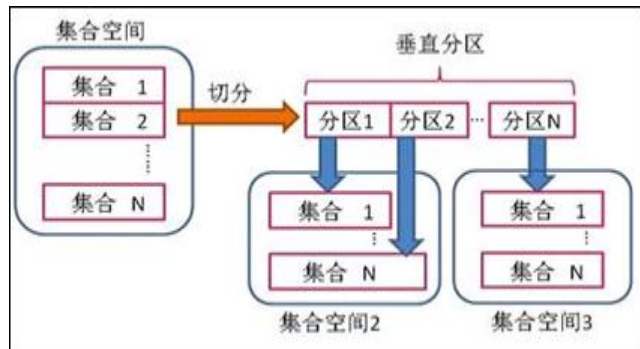 集合空间
集合 1
集合 2
......
集合 N
切分
垂直分区
分区1 分区2 ... 分区N
集合 1
...
集合 N
集合空间2
集合 1
...
集合 N
集合空间3